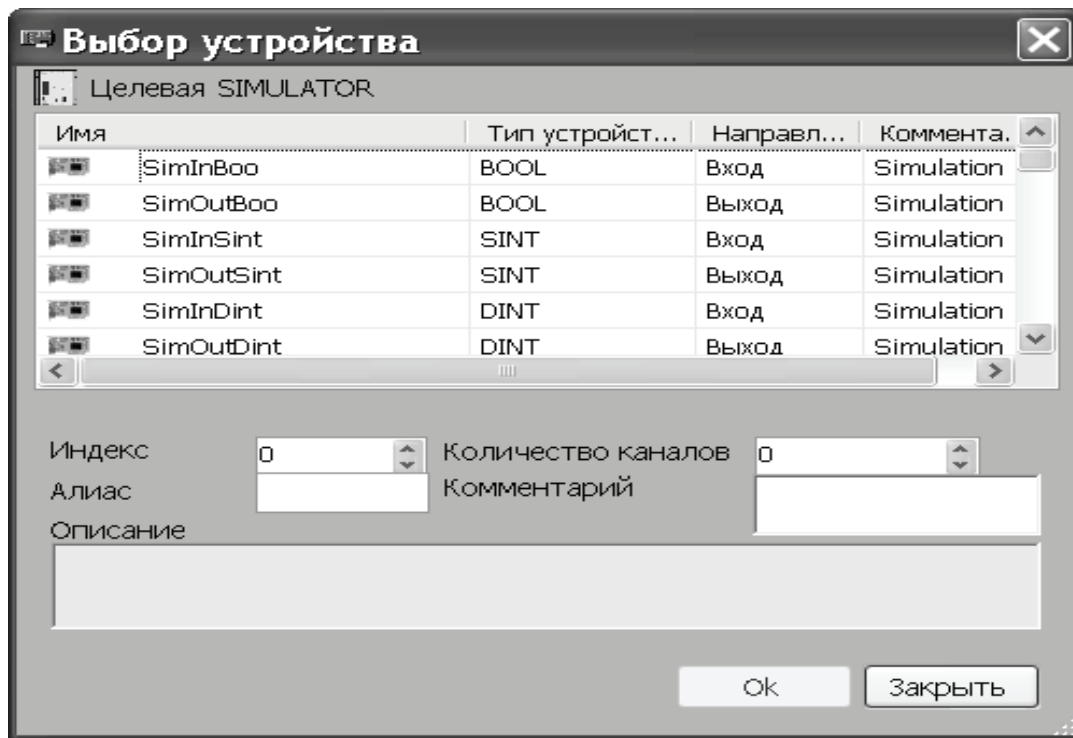 Выбор устройства
Целевая SIMULATOR
Имя Тип устройст... Направл... Коммента.
SimInBoo BOOL Вход Simulation
SimOutBoo BOOL Выход Simulation
SimInSint SINT Вход Simulation
SimOutSint SINT Выход Simulation
SimInDint DINT Вход Simulation
SimOutDint DINT Выход Simulation
Индекс 0 Количество каналов 0
Алиас Комментарий
Описание
Ok Закрыть